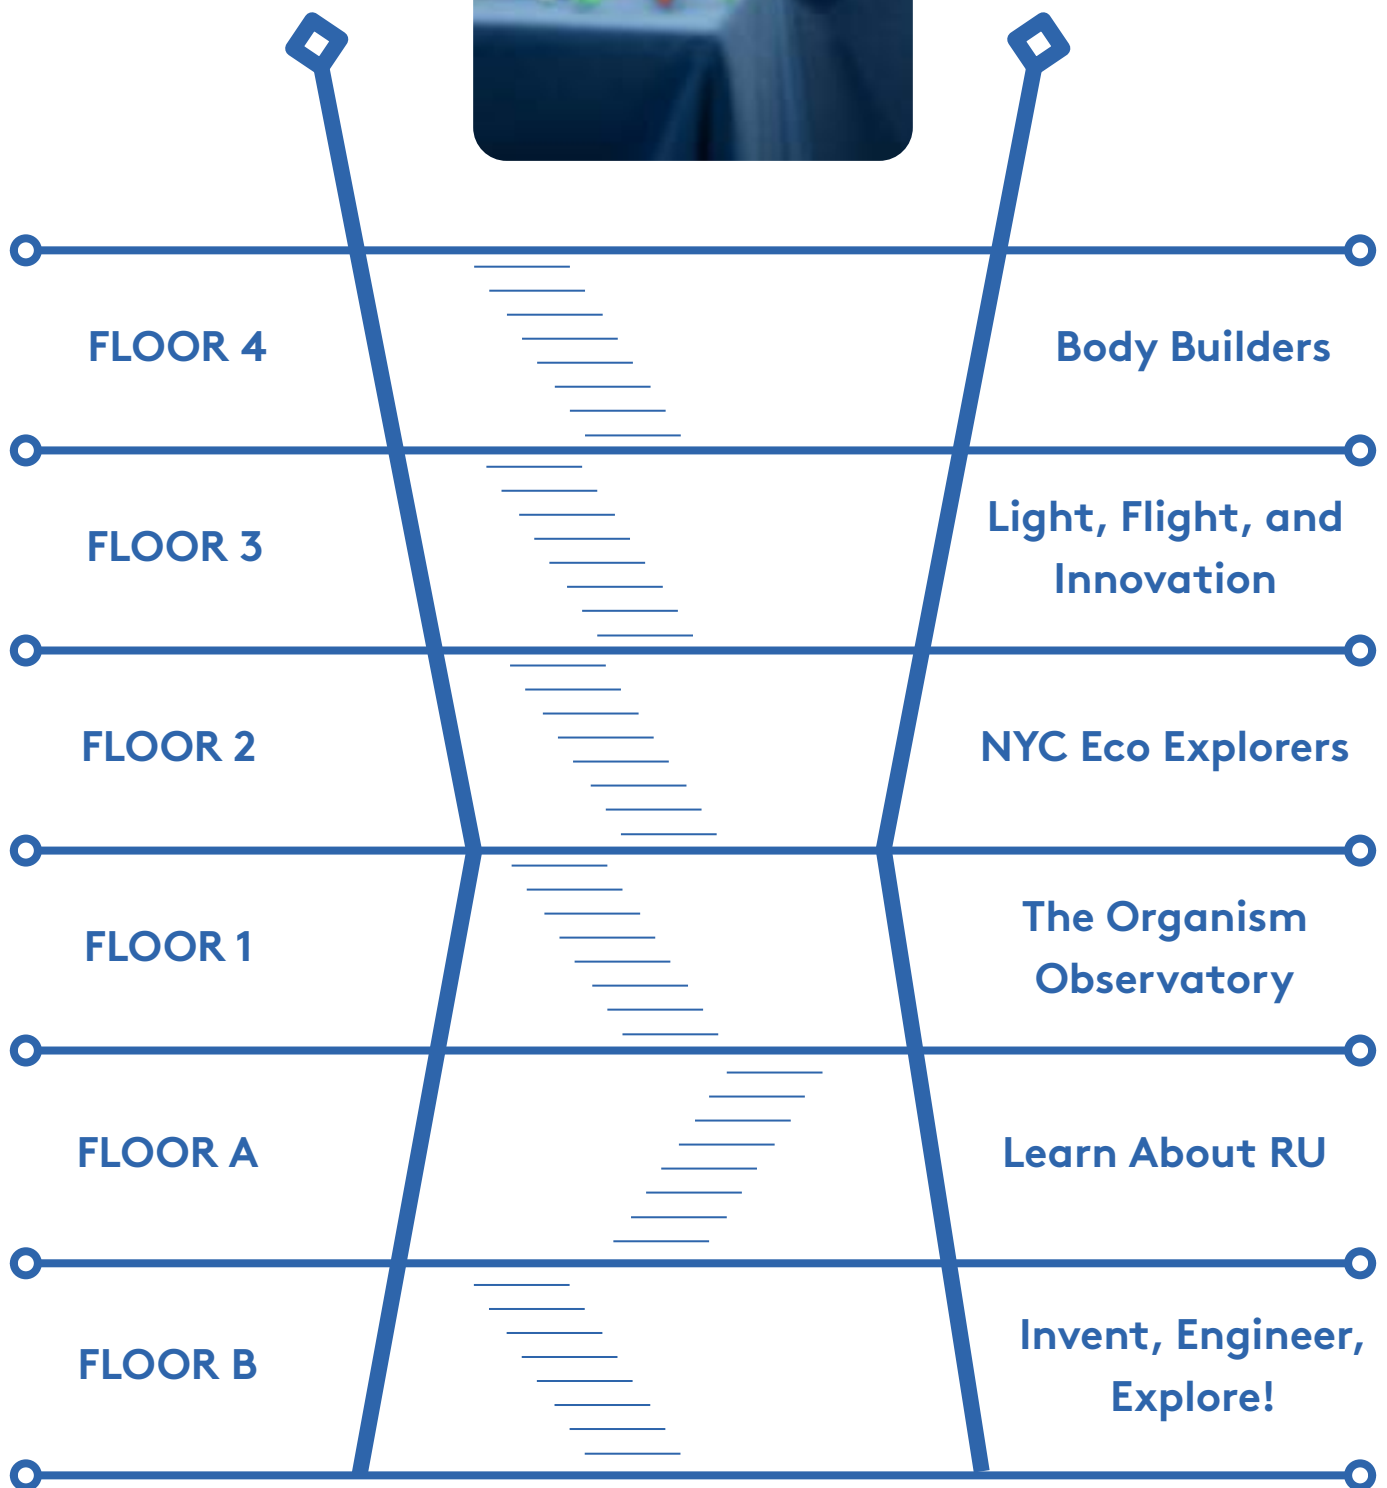 FLOOR 4
Body Builders
FLOOR 3
Light, Flight, and
Innovation
FLOOR 2
NYC Eco Explorers
FLOOR 1
The Organism
Observatory
FLOOR A
Learn About RU
FLOOR B
Invent, Engineer,
Explore!